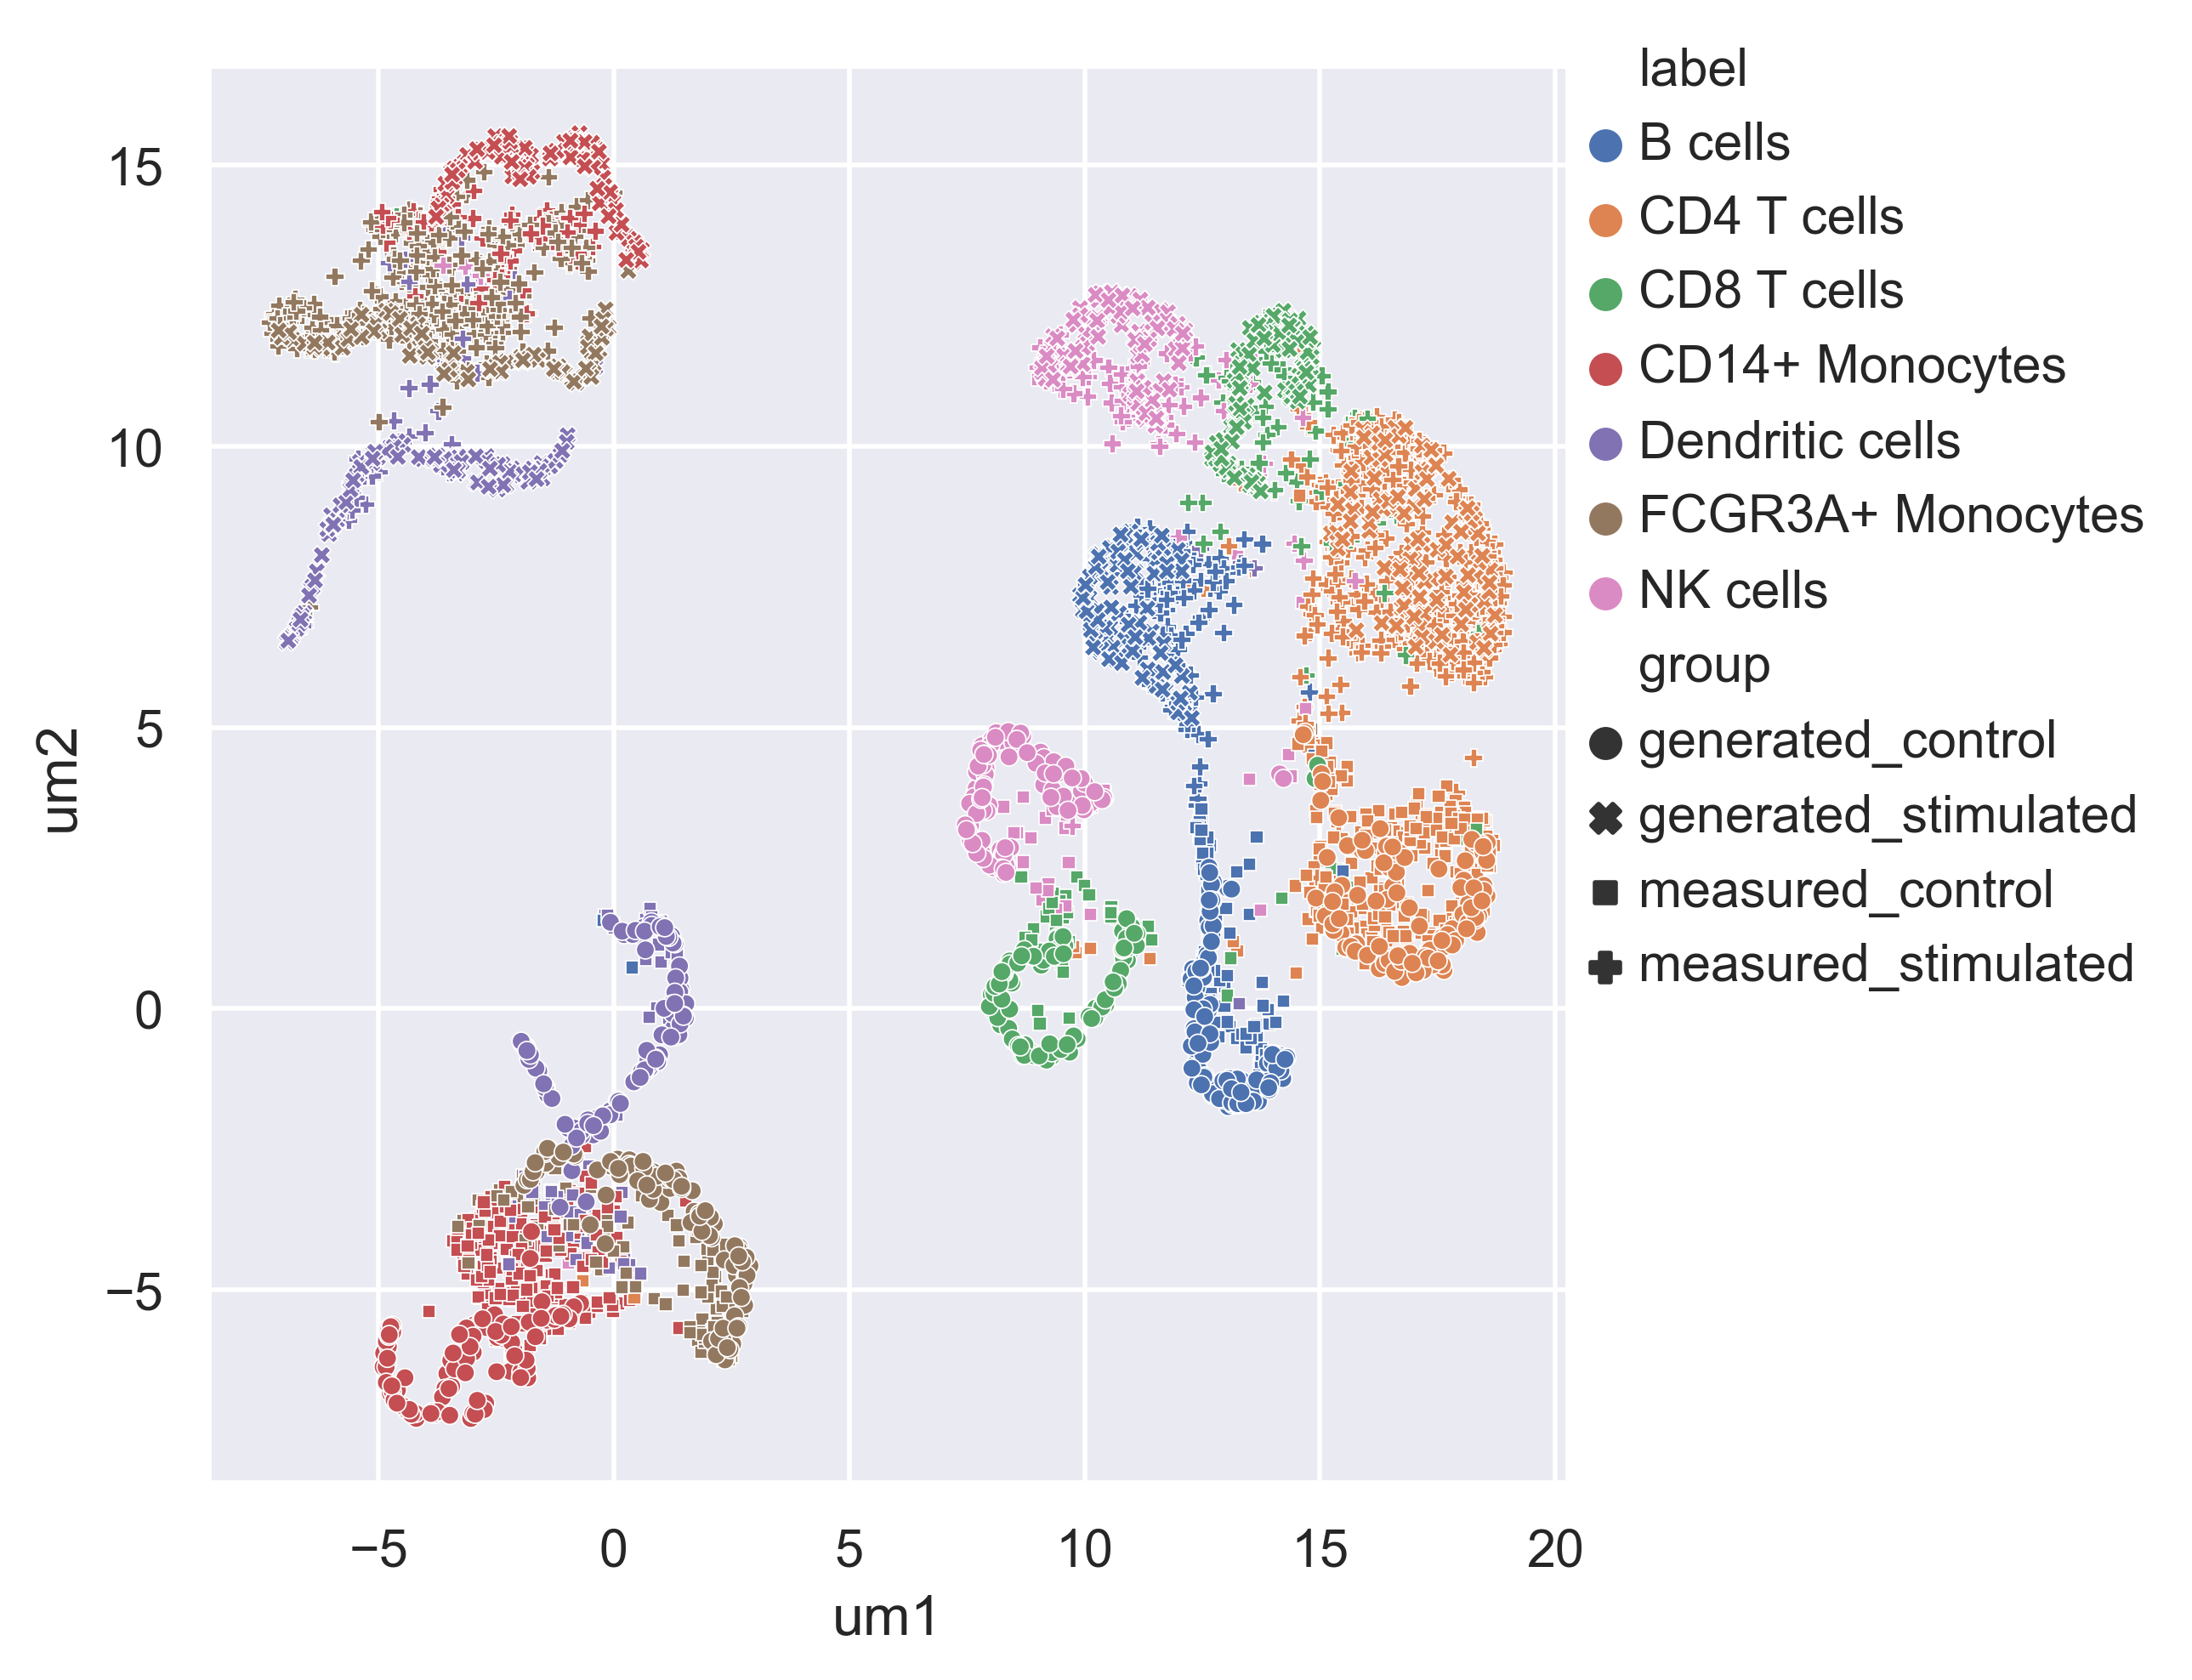 label
B cells
CD4 T cells
CD8 T cells
CD14+ Monocytes
Dendritic cells
FCGR3A+ Monocytes
NK cells
group
generated_control
generated_stimulated
measured_control
measured_stimulated
15
10
5
0
−5
um2
−5 0 5 10 15 20
um1